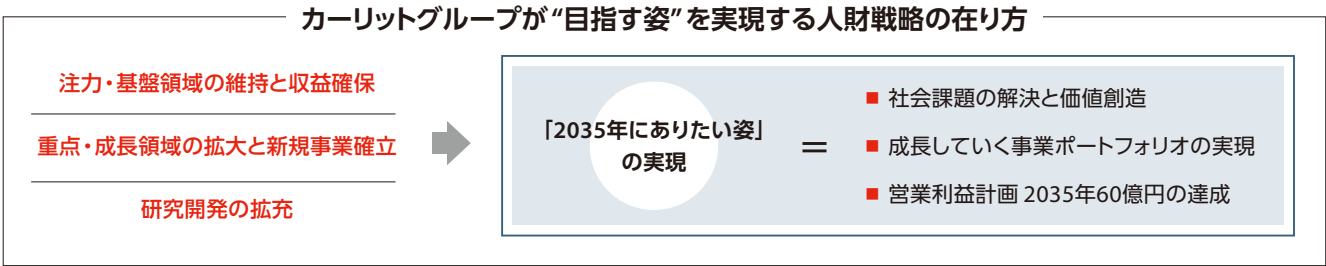 カーリットグループが“目指す姿”を実現する人財戦略の在り方
注力・基盤領域の維持と収益確保
重点・成長領域の拡大と新規事業確立
研究開発の拡充
「2035年にありたい姿」
の実現
＝
■ 社会課題の解決と価値創造
■ 成長していく事業ポートフォリオの実現
■ 営業利益計画 2035年60億円の達成